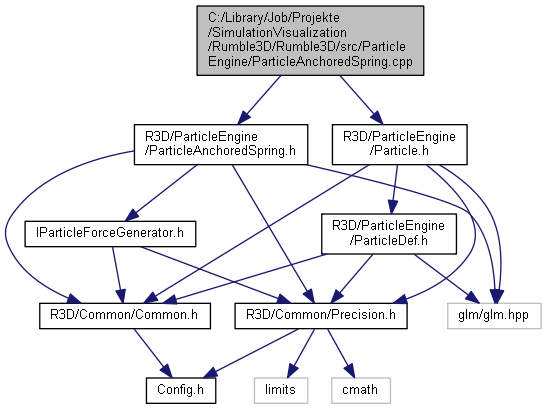 C:/Library/Job/Projekte
/SimulationVisualization
/Rumble3D/Rumble3D/src/Particle
Engine/ParticleAnchoredSpring.cpp
R3D/ParticleEngine
/ParticleAnchoredSpring.h
R3D/ParticleEngine
/Particle.h
IParticleForceGenerator.h
R3D/ParticleEngine
/ParticleDef.h
R3D/Common/Common.h
R3D/Common/Precision.h
glm/glm.hpp
Config.h
limits
cmath